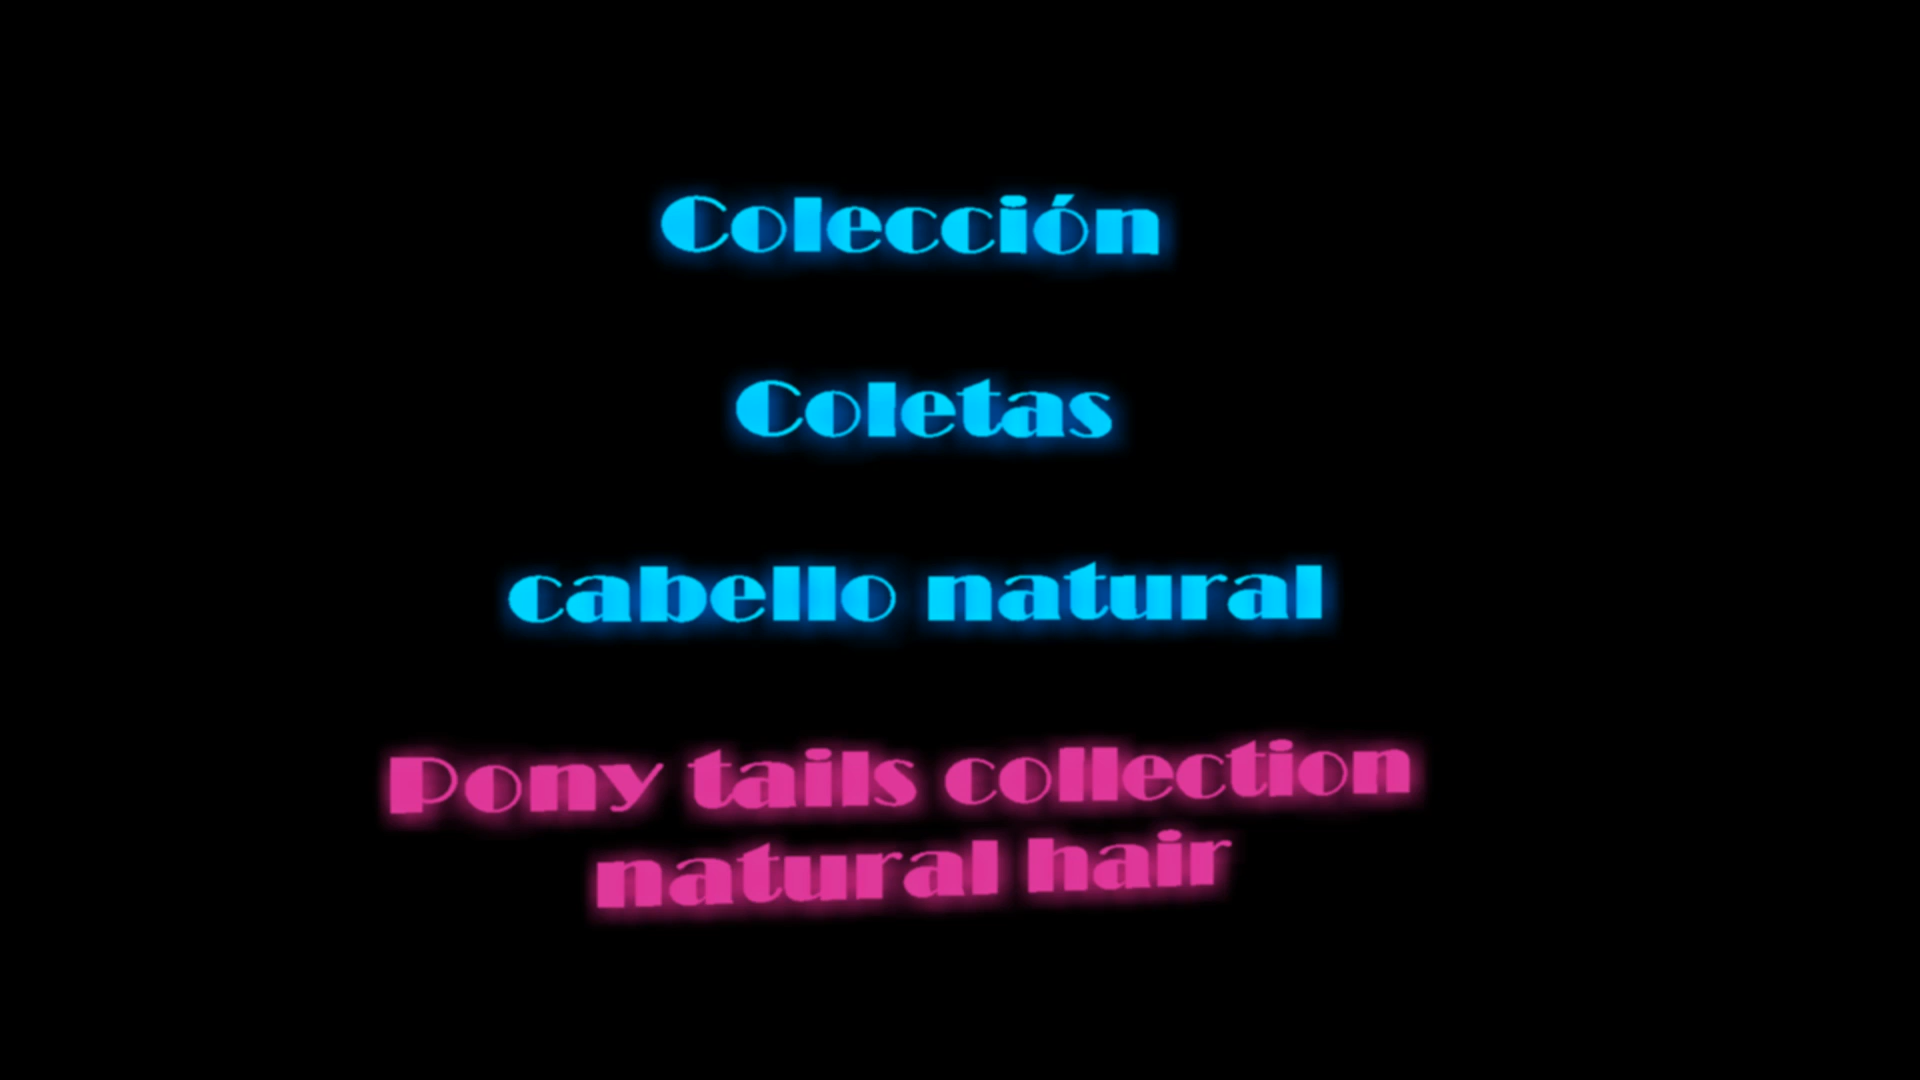 Colección
Coletas
cabello natural
Pony tails collection
natural hair